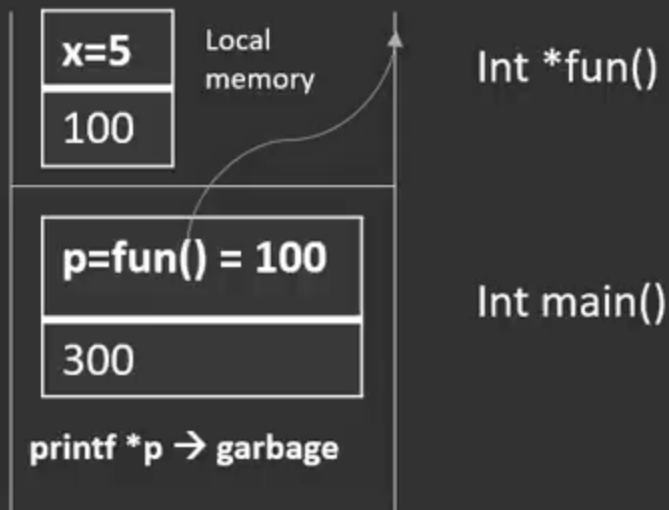 x=5
Local
memory
Int *fun()
100
p=fun() = 100
Int main()
300
printf *p → garbage